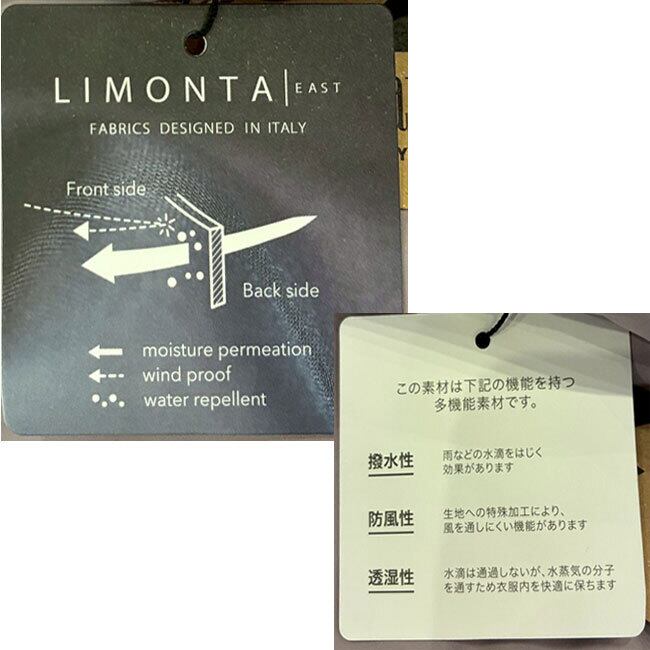 LIMONTA|EAST
FABRICS DESIGNED IN ITALY
Front side
Back side
moisture permeation
wind proof
water repellent
この素材は下記の機能を持つ
多機能素材です。
撥水性
雨などの水滴をはじく
効果があります
防風性
生地への特殊加工により、
風を通しにくい機能があります
透湿性
水滴は通過しないが、水蒸気の分子
を通すため衣服内を快適に保ちます